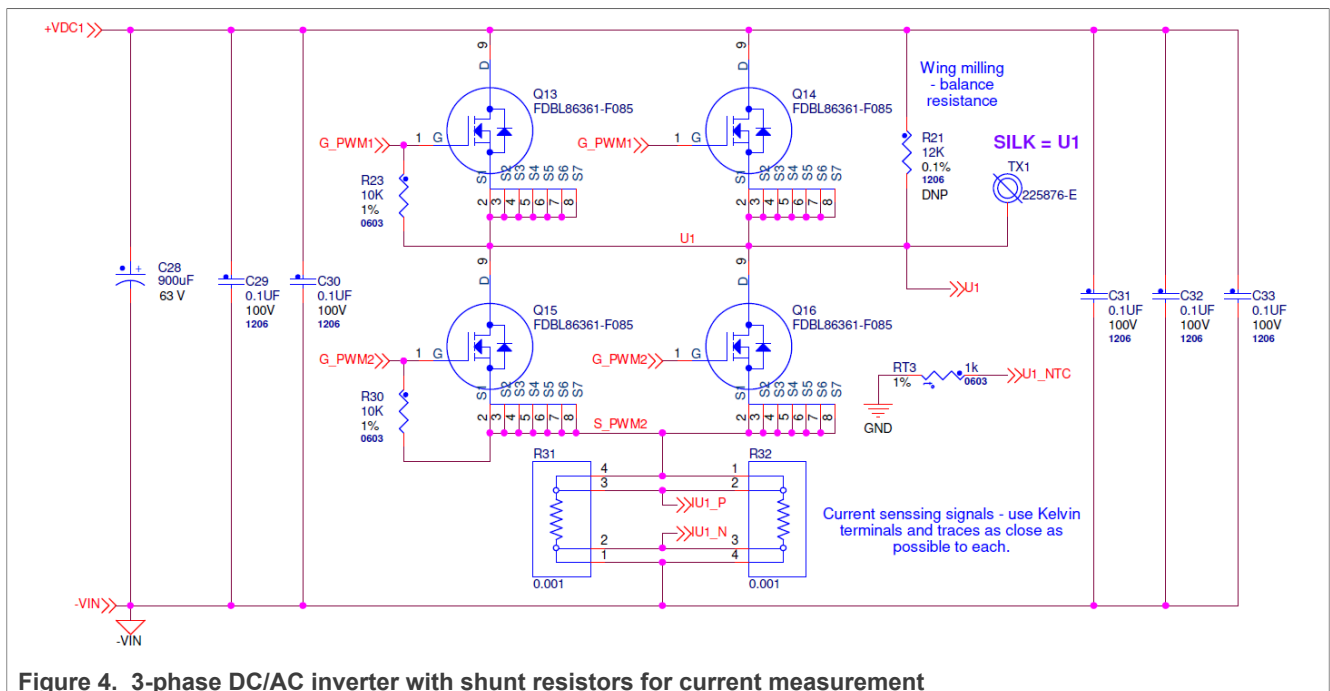 +VDC1
9
D
Q13
FDBL86361-F085
G_PWM1
1 G
S1
S2
S3
S4
S5
S6
S7
2
3
4
5
6
7
8
R23
10K
1%
0603
9
D
Q14
FDBL86361-F085
G_PWM1
1 G
S1
S2
S3
S4
S5
S6
S7
2
3
4
5
6
7
8
Wing milling
- balance
resistance
R21
12K
0.1%
1206
DNP
SILK = U1
TX1
225876-E
U1
U1
C28
900uF
63 V
+
C29
0.1UF
100V
1206
C30
0.1UF
100V
1206
9
D
Q15
FDBL86361-F085
G_PWM2
1 G
S1
S2
S3
S4
S5
S6
S7
2
3
4
5
6
7
8
R30
10K
1%
0603
9
D
Q16
FDBL86361-F085
G_PWM2
1 G
S1
S2
S3
S4
S5
S6
S7
2
3
4
5
6
7
8
S_PWM2
RT3
1%
1k
0603
U1_NTC
GND
C31
0.1UF
100V
1206
C32
0.1UF
100V
1206
C33
0.1UF
100V
1206
R31
4
3
2
1
0.001
IU1_P
IU1_N
R32
1
2
3
4
0.001
Current senssing signals - use Kelvin
terminals and traces as close as
possible to each.
-VIN
-VIN
Figure 4. 3-phase DC/AC inverter with shunt resistors for current measurement